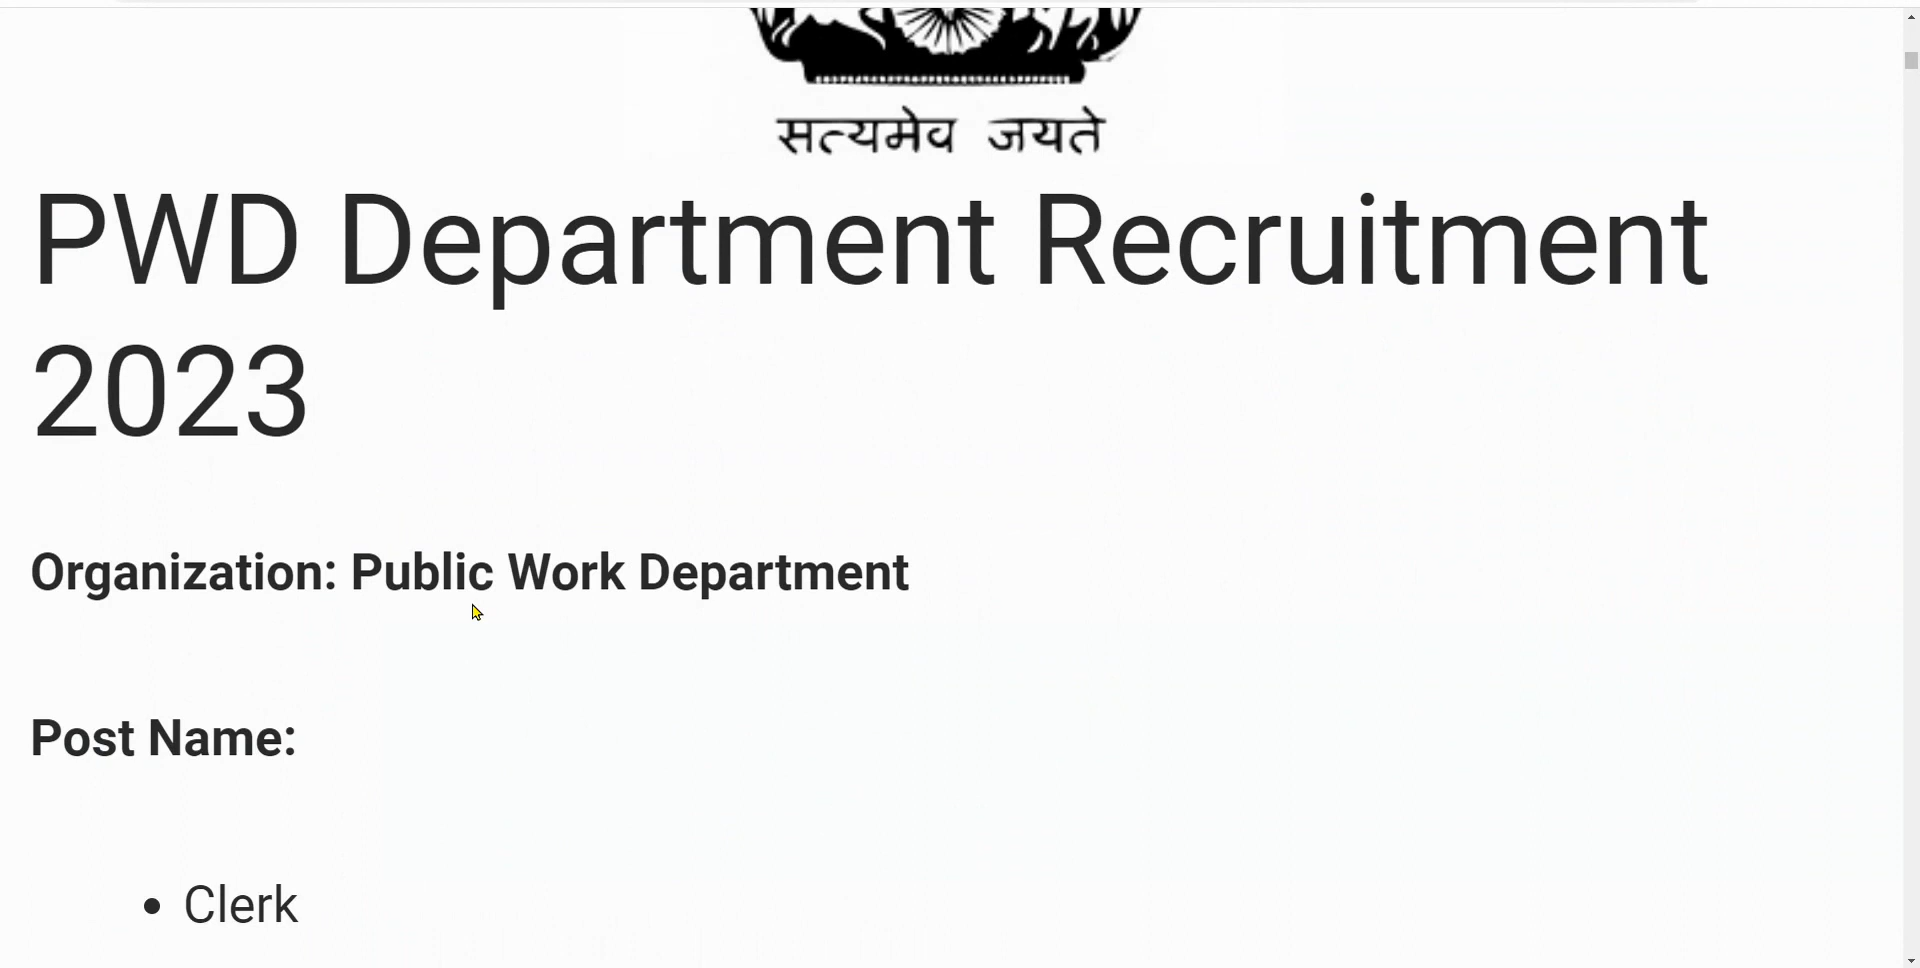 सत्यमेव जयते
PWD Department Recruitment
2023
Organization: Public Work Department
Post Name:
• Clerk